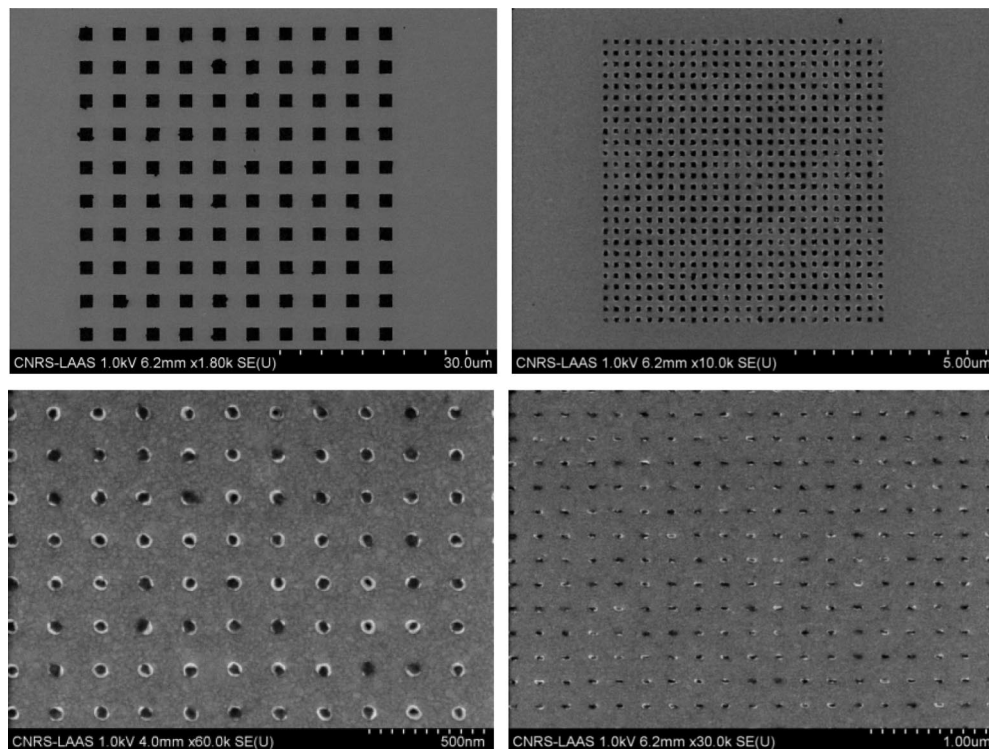 CNRS-LAAS 1.0kV 6.2mm x1.80k SE(U) 30.0um
CNRS-LAAS 1.0kV 6.2mm x10.0k SE(U) 5.00um
CNRS-LAAS 1.0kV 4.0mm x60.0k SE(U) 500nm
CNRS-LAAS 1.0kV 6.2mm x30.0k SE(U) 1.00um